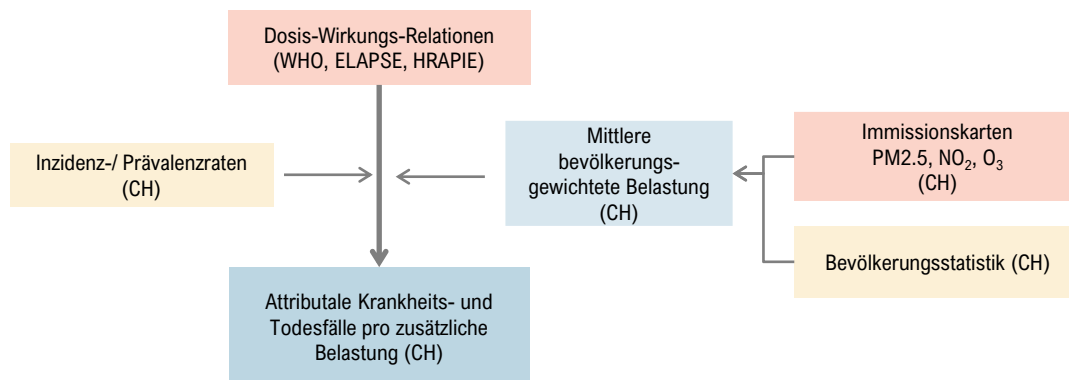 Dosis-Wirkungs-Relationen
(WHO, ELAPSE, HRAPIE)
Inzidenz-/ Prävalenzraten
(CH)
Mittlere
bevölkerungs-
gewichtete Belastung
(CH)
Immissionskarten
PM2.5, NO₂, O₃
(CH)
Bevölkerungsstatistik (CH)
Attributale Krankheits- und
Todesfälle pro zusätzliche
Belastung (CH)